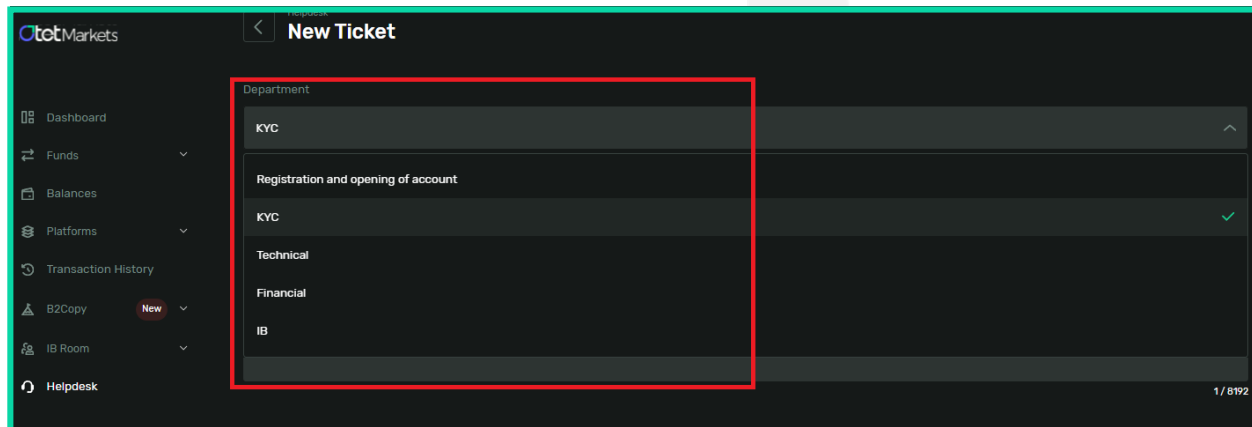 OtetMarkets
Helpdesk
New Ticket
Department
KYC
Registration and opening of account
KYC
Technical
Financial
IB
1 / 8192
Dashboard
Funds
Balances
Platforms
Transaction History
B2Copy New
IB Room
Helpdesk